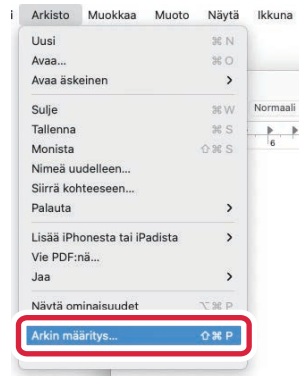 i Arkisto Muokkaa Muoto Näytä Ikkuna
Uusi ⌘ N
Avaa... ⌘ O
Avaa äskeinen >
Normaali
Sulje ⌘ W
Tallenna ⌘ S
6
Monista ⇧ ⌘ S
Nimeä uudelleen...
Siirrä kohteeseen...
Palauta >
Lisää iPhonesta tai iPadista >
Vie PDF:nä...
Jaa >
Näytä ominaisuudet ⌥ ⌘ P
Arkin määritys... ⇧ ⌘ P